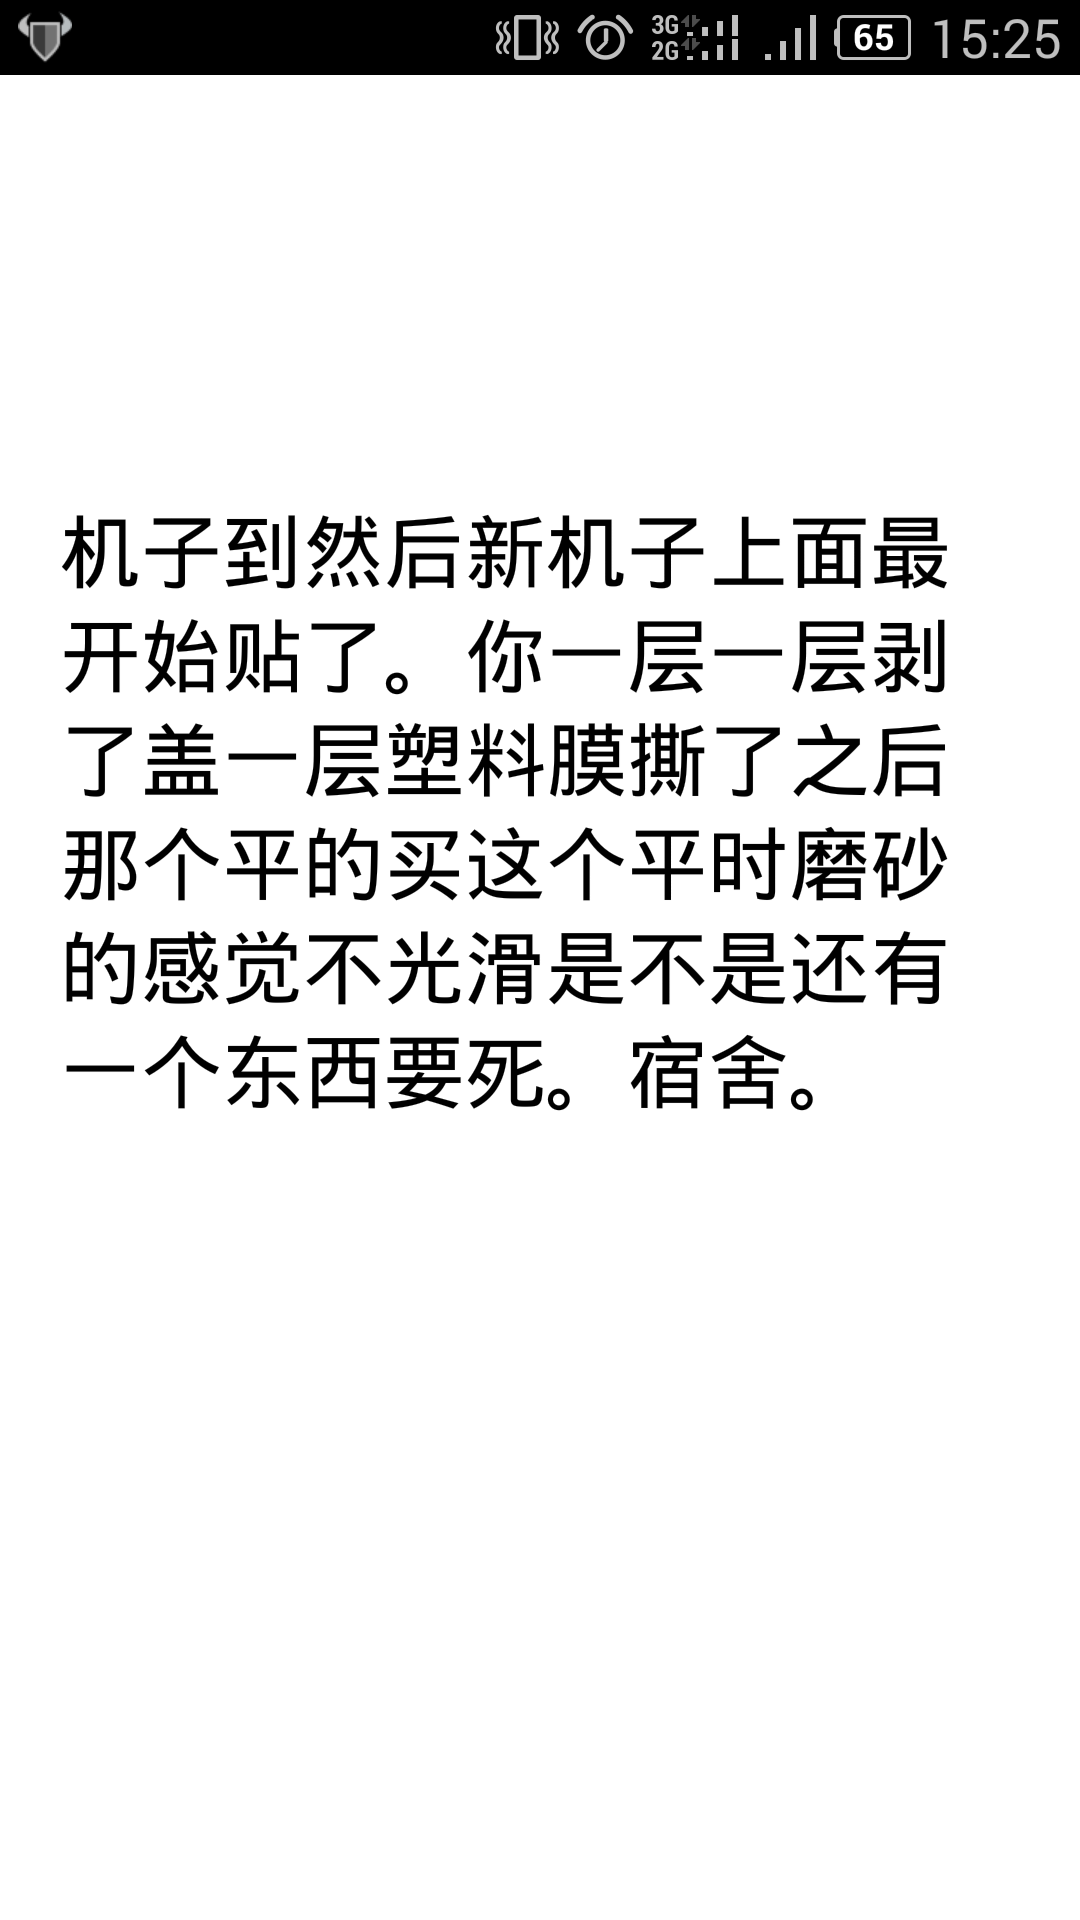 3G
2G
65
15:25
机子到然后新机子上面最
开始贴了。你一层一层剥
了盖一层塑料膜撕了之后
那个平的买这个平时磨砂
的感觉不光滑是不是还有
一个东西要死。宿舍。